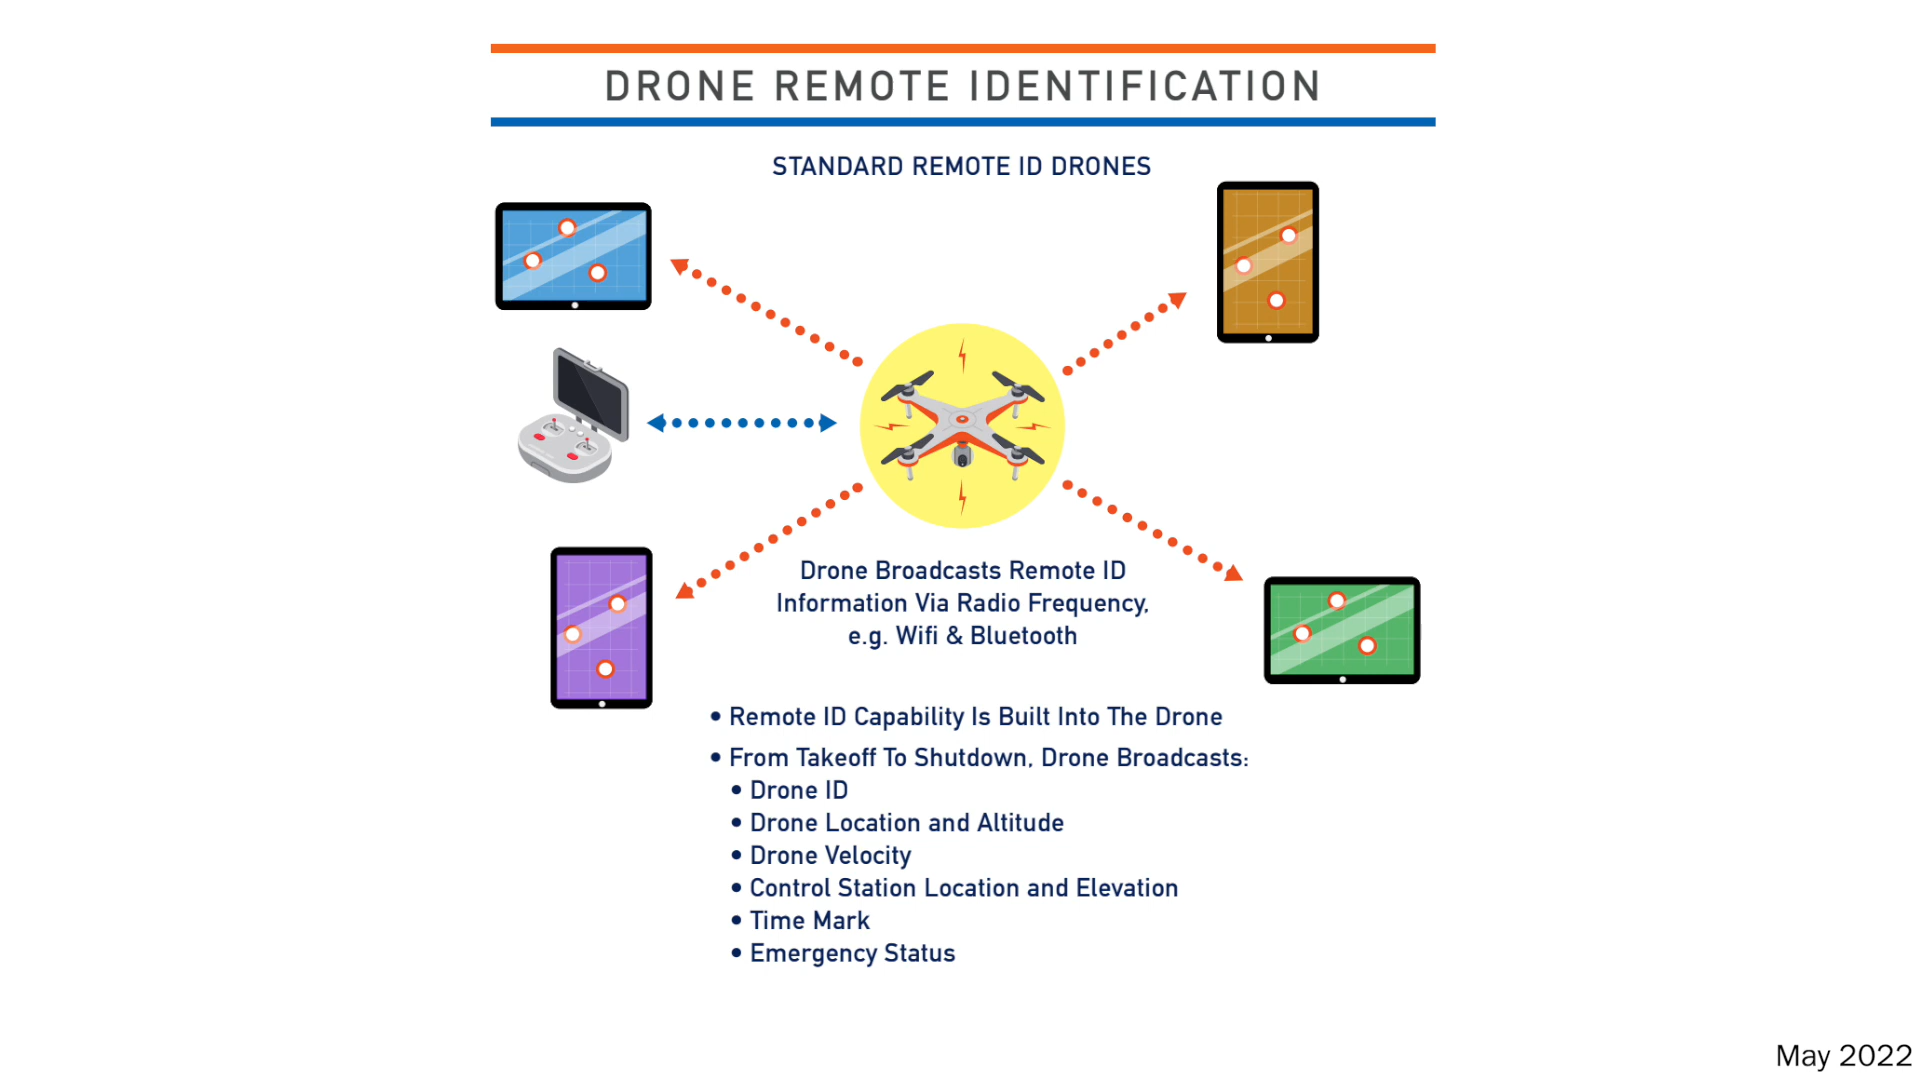 DRONE REMOTE IDENTIFICATION
STANDARD REMOTE ID DRONES
Drone Broadcasts Remote ID
Information Via Radio Frequency,
e.g. Wifi & Bluetooth
• Remote ID Capability Is Built Into The Drone
• From Takeoff To Shutdown, Drone Broadcasts:
• Drone ID
• Drone Location and Altitude
• Drone Velocity
• Control Station Location and Elevation
• Time Mark
• Emergency Status
May 2022